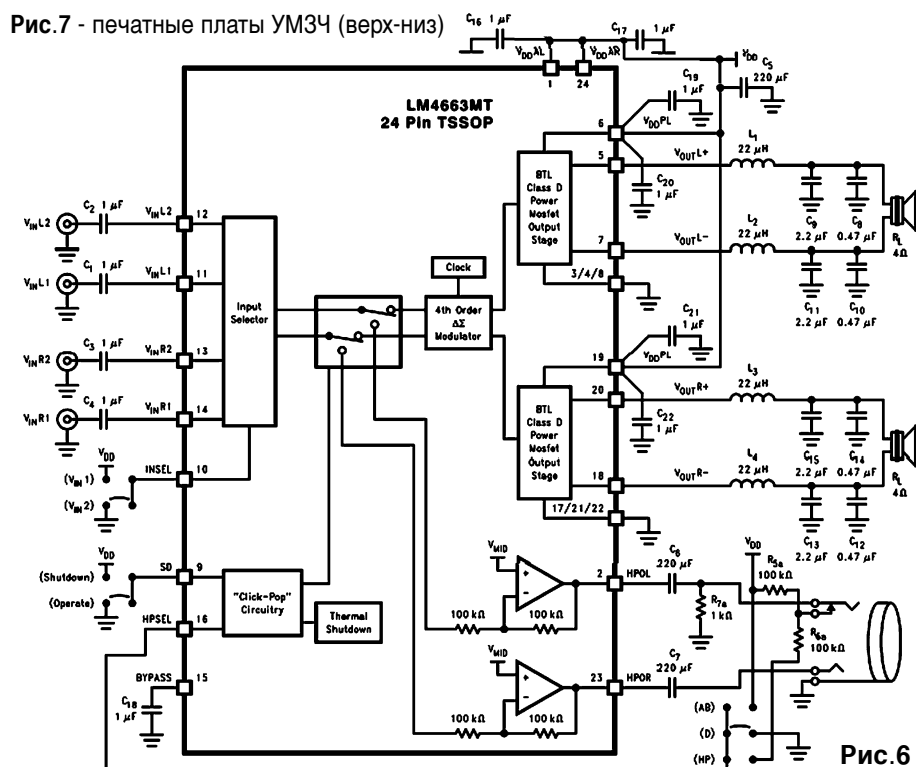 Рис.7 - печатные платы УМЗЧ (верх-низ)
C16 1 µF
C17 1 µF
VDD AL
VDD AR
VDD
C5
220 µF
1
24
LM4663MT
24 Pin TSSOP
C19
1 µF
6
VDD PL
5
VOUT L+
L1
22 µH
BTL
Class D
Power
Mosfet
Output
Stage
C20
1 µF
C9
2.2 µF
C8
0.47 µF
RL
4Ω
7
VOUT L-
L2
22 µH
3/4/8
C11
2.2 µF
C10
0.47 µF
C2 1 µF
VIN L2
VIN L2
12
C1 1 µF
VIN L1
VIN L1
11
Input
Selector
Clock
4th Order
ΔΣ
Modulator
C3 1 µF
VIN R2
VIN R2
13
C4 1 µF
VIN R1
VIN R1
14
C21
1 µF
19
VDD PL
20
VOUT R+
L3
22 µH
BTL
Class D
Power
Mosfet
Output
Stage
C22
1 µF
C15
2.2 µF
C14
0.47 µF
RL
4Ω
18
VOUT R-
L4
22 µH
17/21/22
C13
2.2 µF
C12
0.47 µF
VDD
(VIN 1)
(VIN 2)
INSEL
10
VDD
(Shutdown)
(Operate)
SD
9
HPSEL
16
"Click-Pop"
Circuitry
Thermal
Shutdown
BYPASS
15
C18
1 µF
VMID
+
-
100 kΩ
100 kΩ
2
HPOL
C6
220 µF
R7a
1 kΩ
VDD
R5a
100 kΩ
R6a
100 kΩ
VMID
+
-
100 kΩ
100 kΩ
23
HPOR
C7
220 µF
(AB)
(D)
(HP)
Рис.6